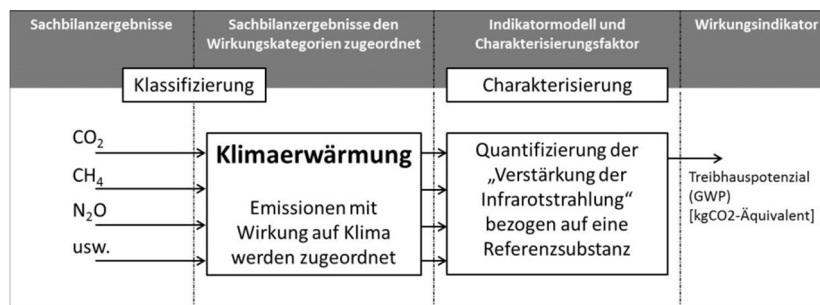 Sachbilanzergebnisse
Sachbilanzergebnisse den
Wirkungskategorien zugeordnet
Indikatormodell und
Charakterisierungsfaktor
Wirkungsindikator
Klassifizierung
Charakterisierung
CO₂
CH₄
N₂O
usw.
Klimaerwärmung
Emissionen mit
Wirkung auf Klima
werden zugeordnet
Quantifizierung der
„Verstärkung der
Infrarotstrahlung“
bezogen auf eine
Referenzsubstanz
Treibhauspotenzial
(GWP)
[kgCO2-Äquivalent]